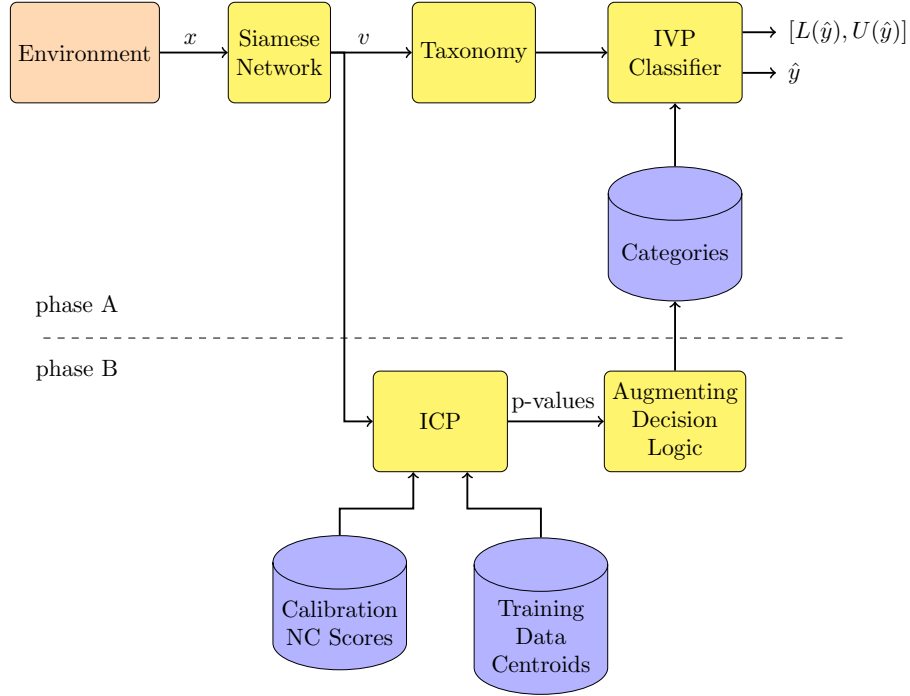 Environment
x
Siamese
Network
v
Taxonomy
IVP
Classifier
[L(ŷ), U(ŷ)]
ŷ
Categories
phase A
phase B
ICP
p-values
Augmenting
Decision
Logic
Calibration
NC Scores
Training
Data
Centroids